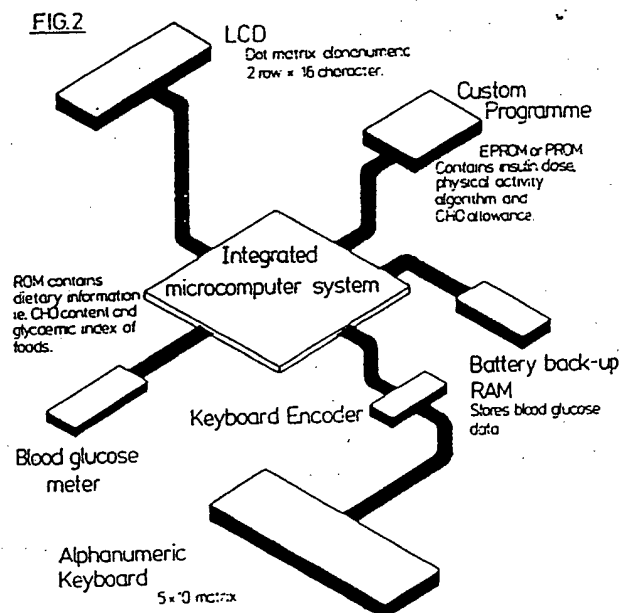 FIG.2
LCD
Dot matrix alphanumeric
2 row × 16 character.
Custom
Programme
EPROM or PROM
Contains insulin dose,
physical activity
algorithm and
CHO allowance.
Integrated
microcomputer system
ROM contains
dietary information
ie. CHO content and
glycaemic index of
foods.
Battery back-up
RAM
Stores blood glucose
data
Keyboard Encoder
Blood glucose
meter
Alphanumeric
Keyboard
5 × 10 matrix